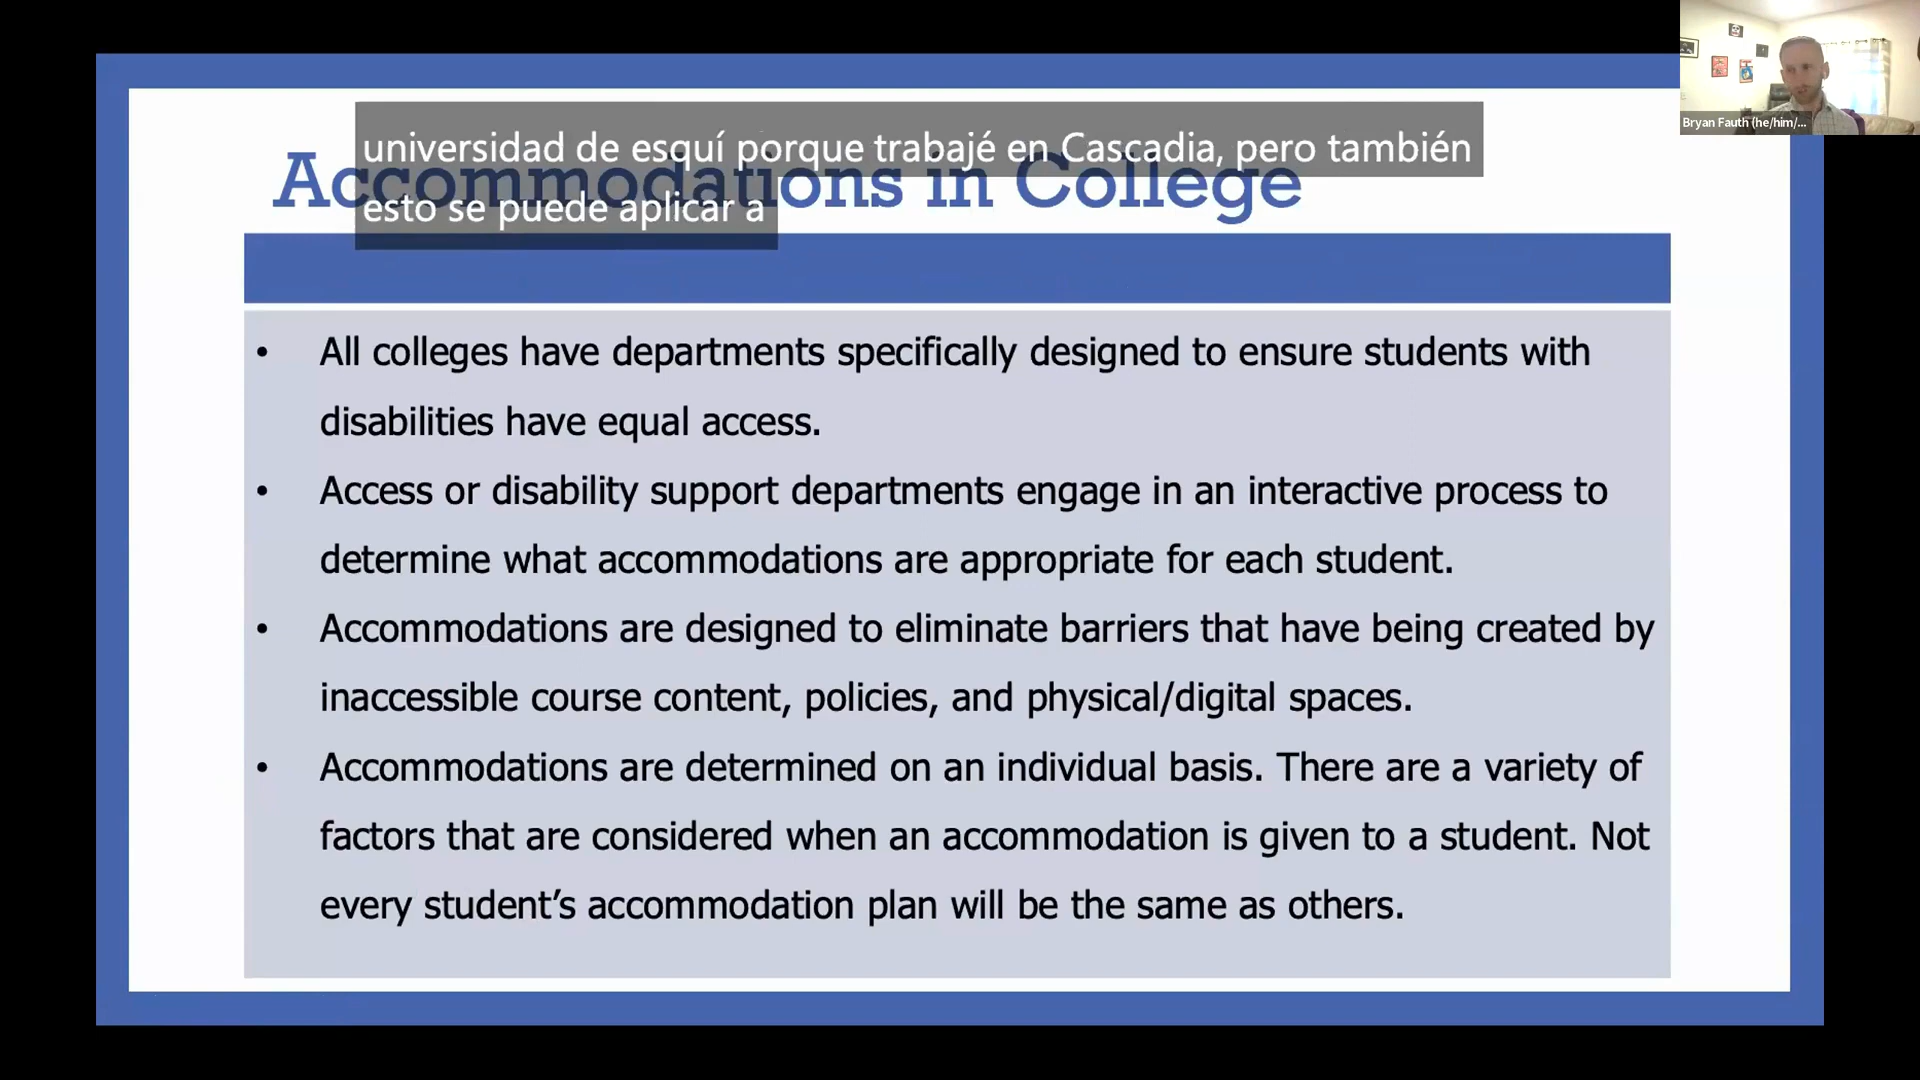 universidad de esquí porque trabajé en Cascadia, pero también
esto se puede aplicar a
Accommodations in College
Bryan Fauth (he/him/...
• All colleges have departments specifically designed to ensure students with
disabilities have equal access.
• Access or disability support departments engage in an interactive process to
determine what accommodations are appropriate for each student.
• Accommodations are designed to eliminate barriers that have being created by
inaccessible course content, policies, and physical/digital spaces.
• Accommodations are determined on an individual basis. There are a variety of
factors that are considered when an accommodation is given to a student. Not
every student’s accommodation plan will be the same as others.